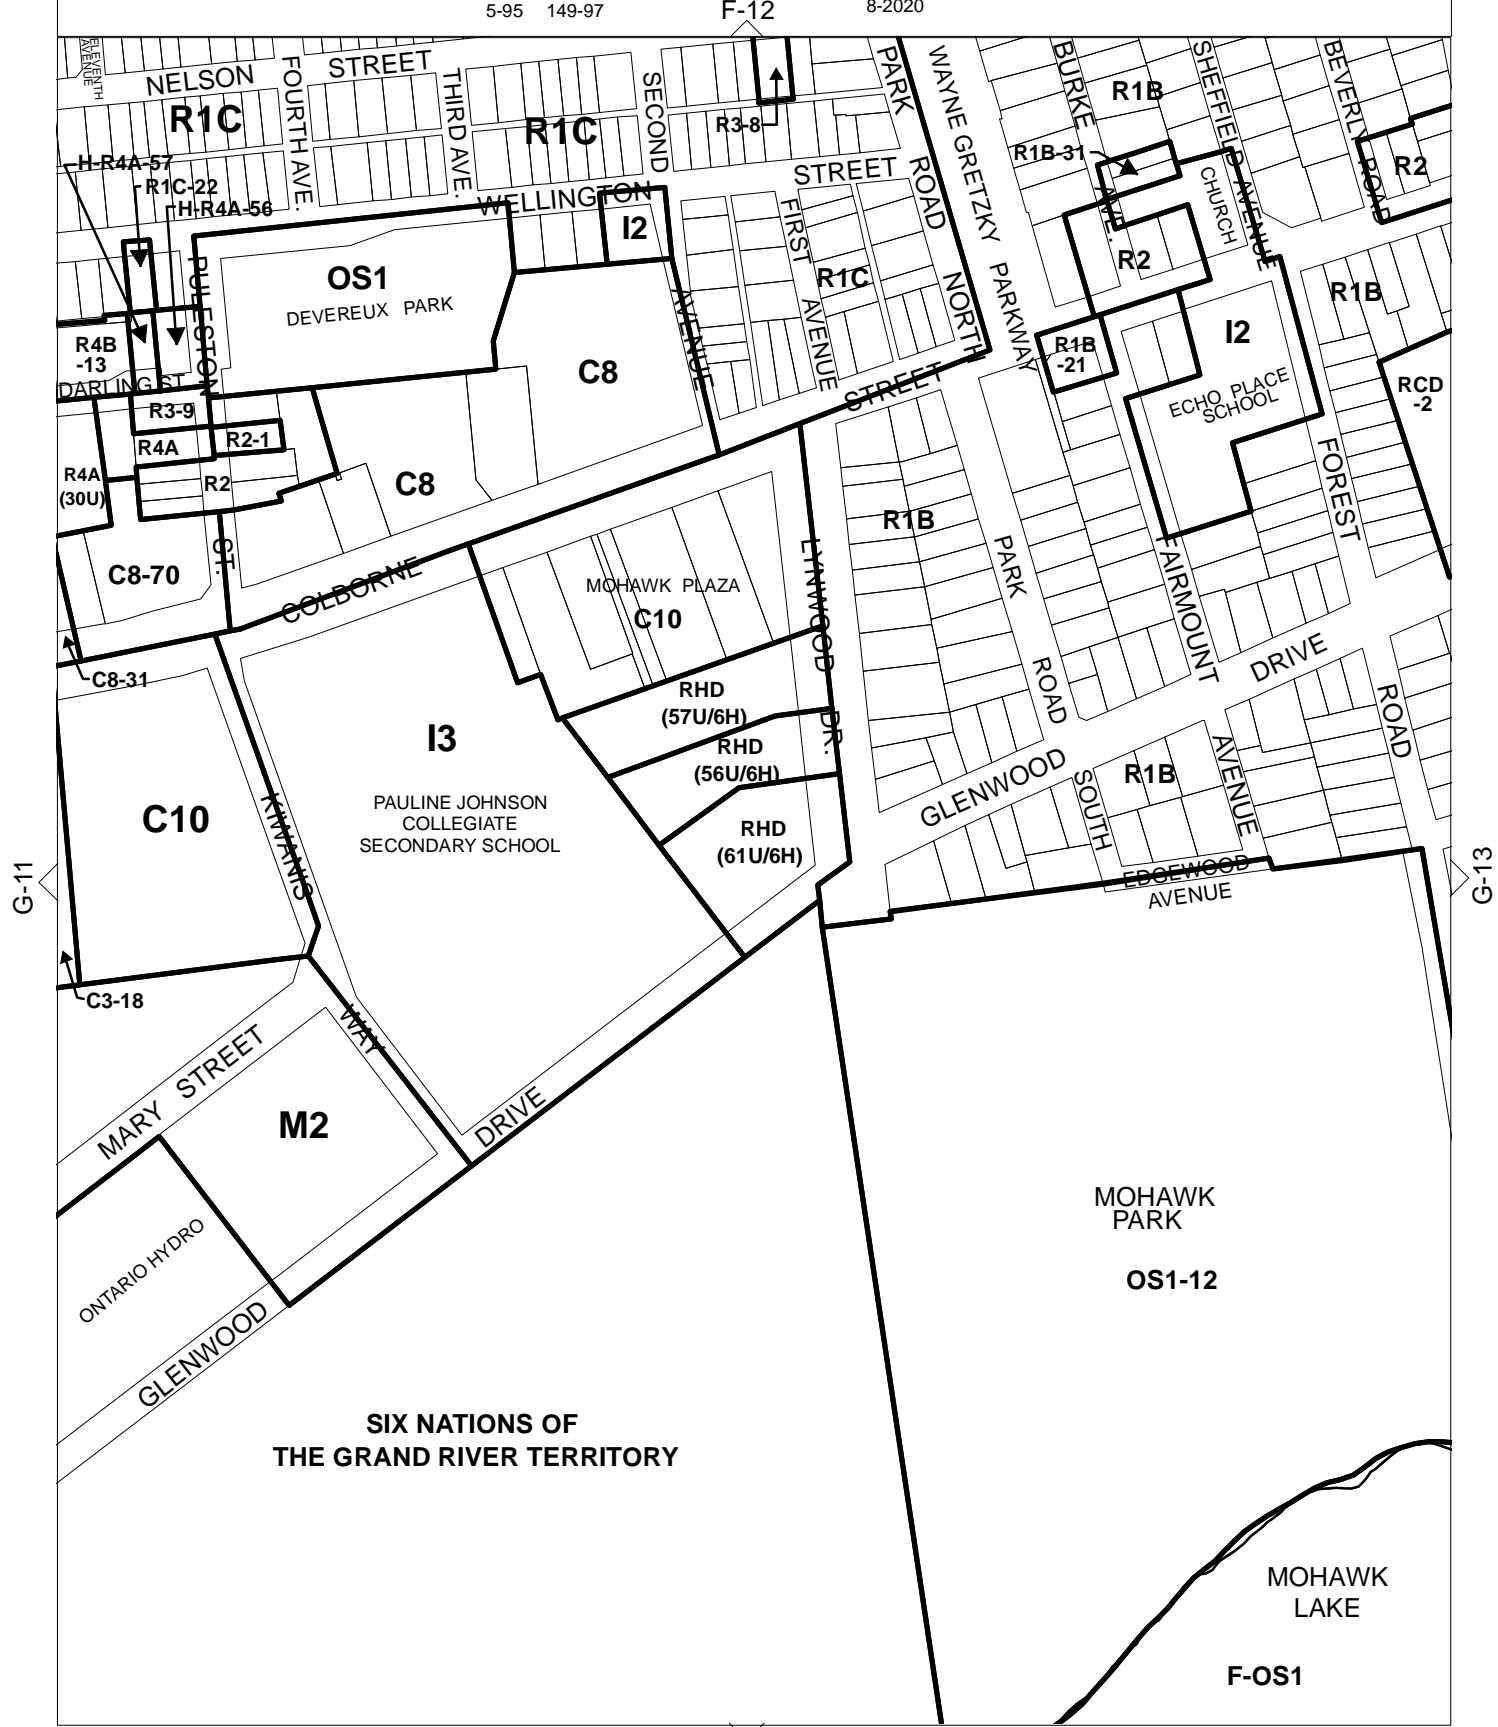 5-95 149-97
F-12
8-2020
ELEVENTH
AVENUE
NELSON
STREET
FOURTH AVE.
THIRD AVE.
SECOND
AVENUE
PARK
ROAD
NORTH
WAYNE GRETZKY PARKWAY
BURKE
AVE.
SHEFFIELD AVENUE
BEVERLY ROAD
R1C
R1C
R3-8
R1B
R1B-31
R2
H-R4A-57
R1C-22
H-R4A-56
WELLINGTON
STREET
I2
FIRST
AVENUE
R1C
CHURCH
R2
R1B
OS1
DEVEREUX PARK
PULESTON
ST.
R4B
-13
DARLING ST.
R3-9
R4A
R2-1
R4A
(30U)
R2
C8
C8
R1B
-21
I2
ECHO PLACE
SCHOOL
RCD
-2
STREET
COLBORNE
C8-70
C8-31
MOHAWK PLAZA
C10
LYNWOOD
DR.
R1B
PARK
ROAD
SOUTH
FAIRMOUNT
AVENUE
FOREST
ROAD
RHD
(57U/6H)
RHD
(56U/6H)
RHD
(61U/6H)
I3
PAULINE JOHNSON
COLLEGIATE
SECONDARY SCHOOL
C10
KIWANIS
WAY
GLENWOOD
DRIVE
R1B
EDGEWOOD
AVENUE
G-11
G-13
C3-18
MARY STREET
M2
DRIVE
ONTARIO HYDRO
GLENWOOD
MOHAWK
PARK
OS1-12
SIX NATIONS OF
THE GRAND RIVER TERRITORY
MOHAWK
LAKE
F-OS1